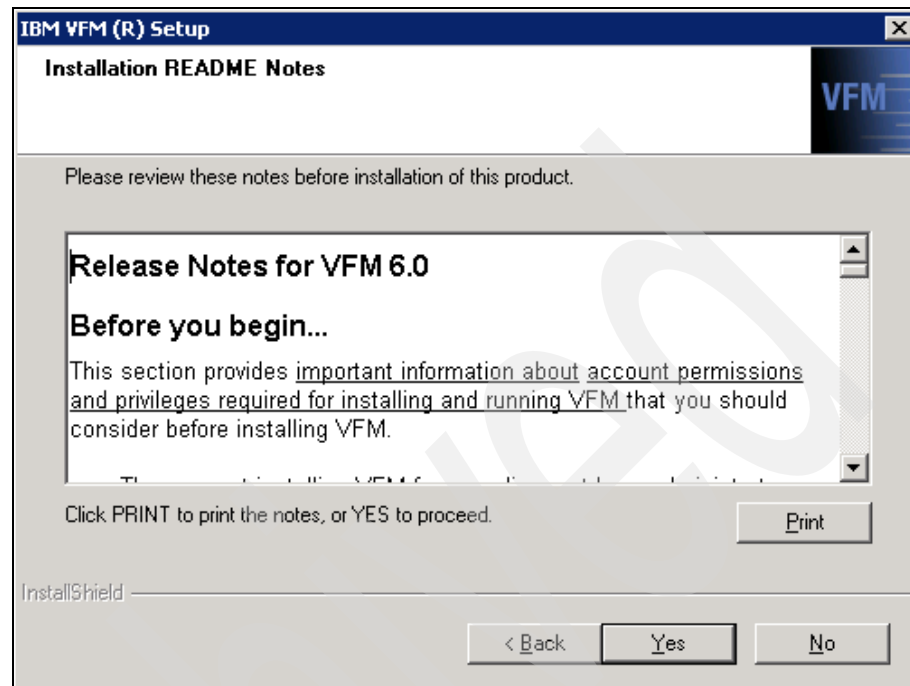 IBM VFM (R) Setup
Installation README Notes
VFM
Please review these notes before installation of this product.
Release Notes for VFM 6.0
Before you begin...
This section provides important information about account permissions
and privileges required for installing and running VFM that you should
consider before installing VFM.
Click PRINT to print the notes, or YES to proceed.
Print
InstallShield
< Back
Yes
No